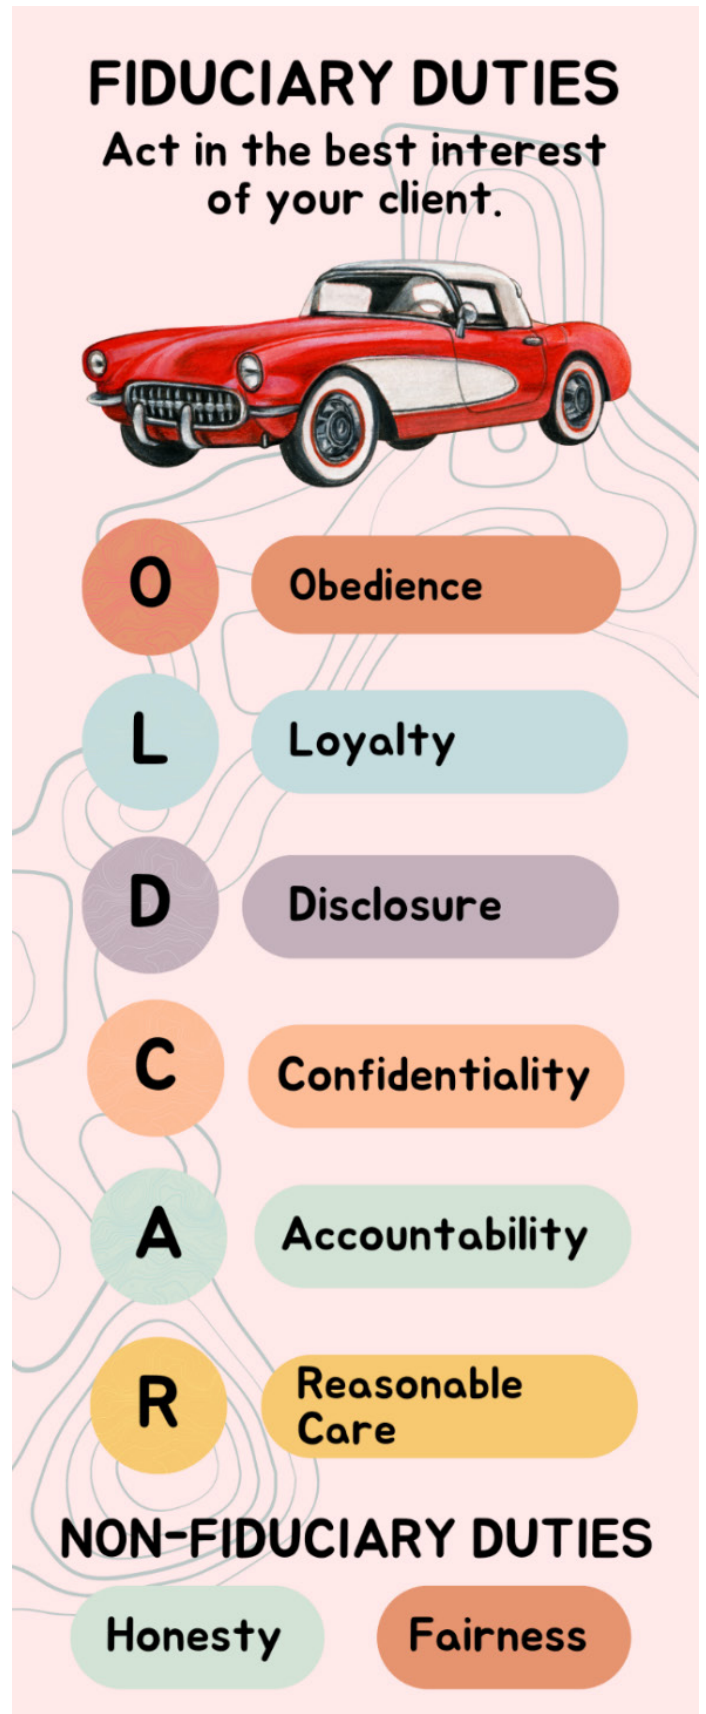 FIDUCIARY DUTIES
Act in the best interest
of your client.
O
Obedience
L
Loyalty
D
Disclosure
C
Confidentiality
A
Accountability
R
Reasonable
Care
NON-FIDUCIARY DUTIES
Honesty
Fairness